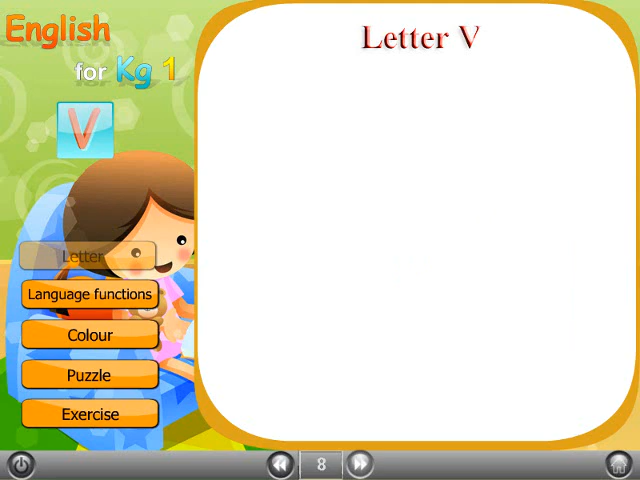 English
for Kg 1
V
Letter
Language functions
Colour
Puzzle
Exercise
Letter V
8